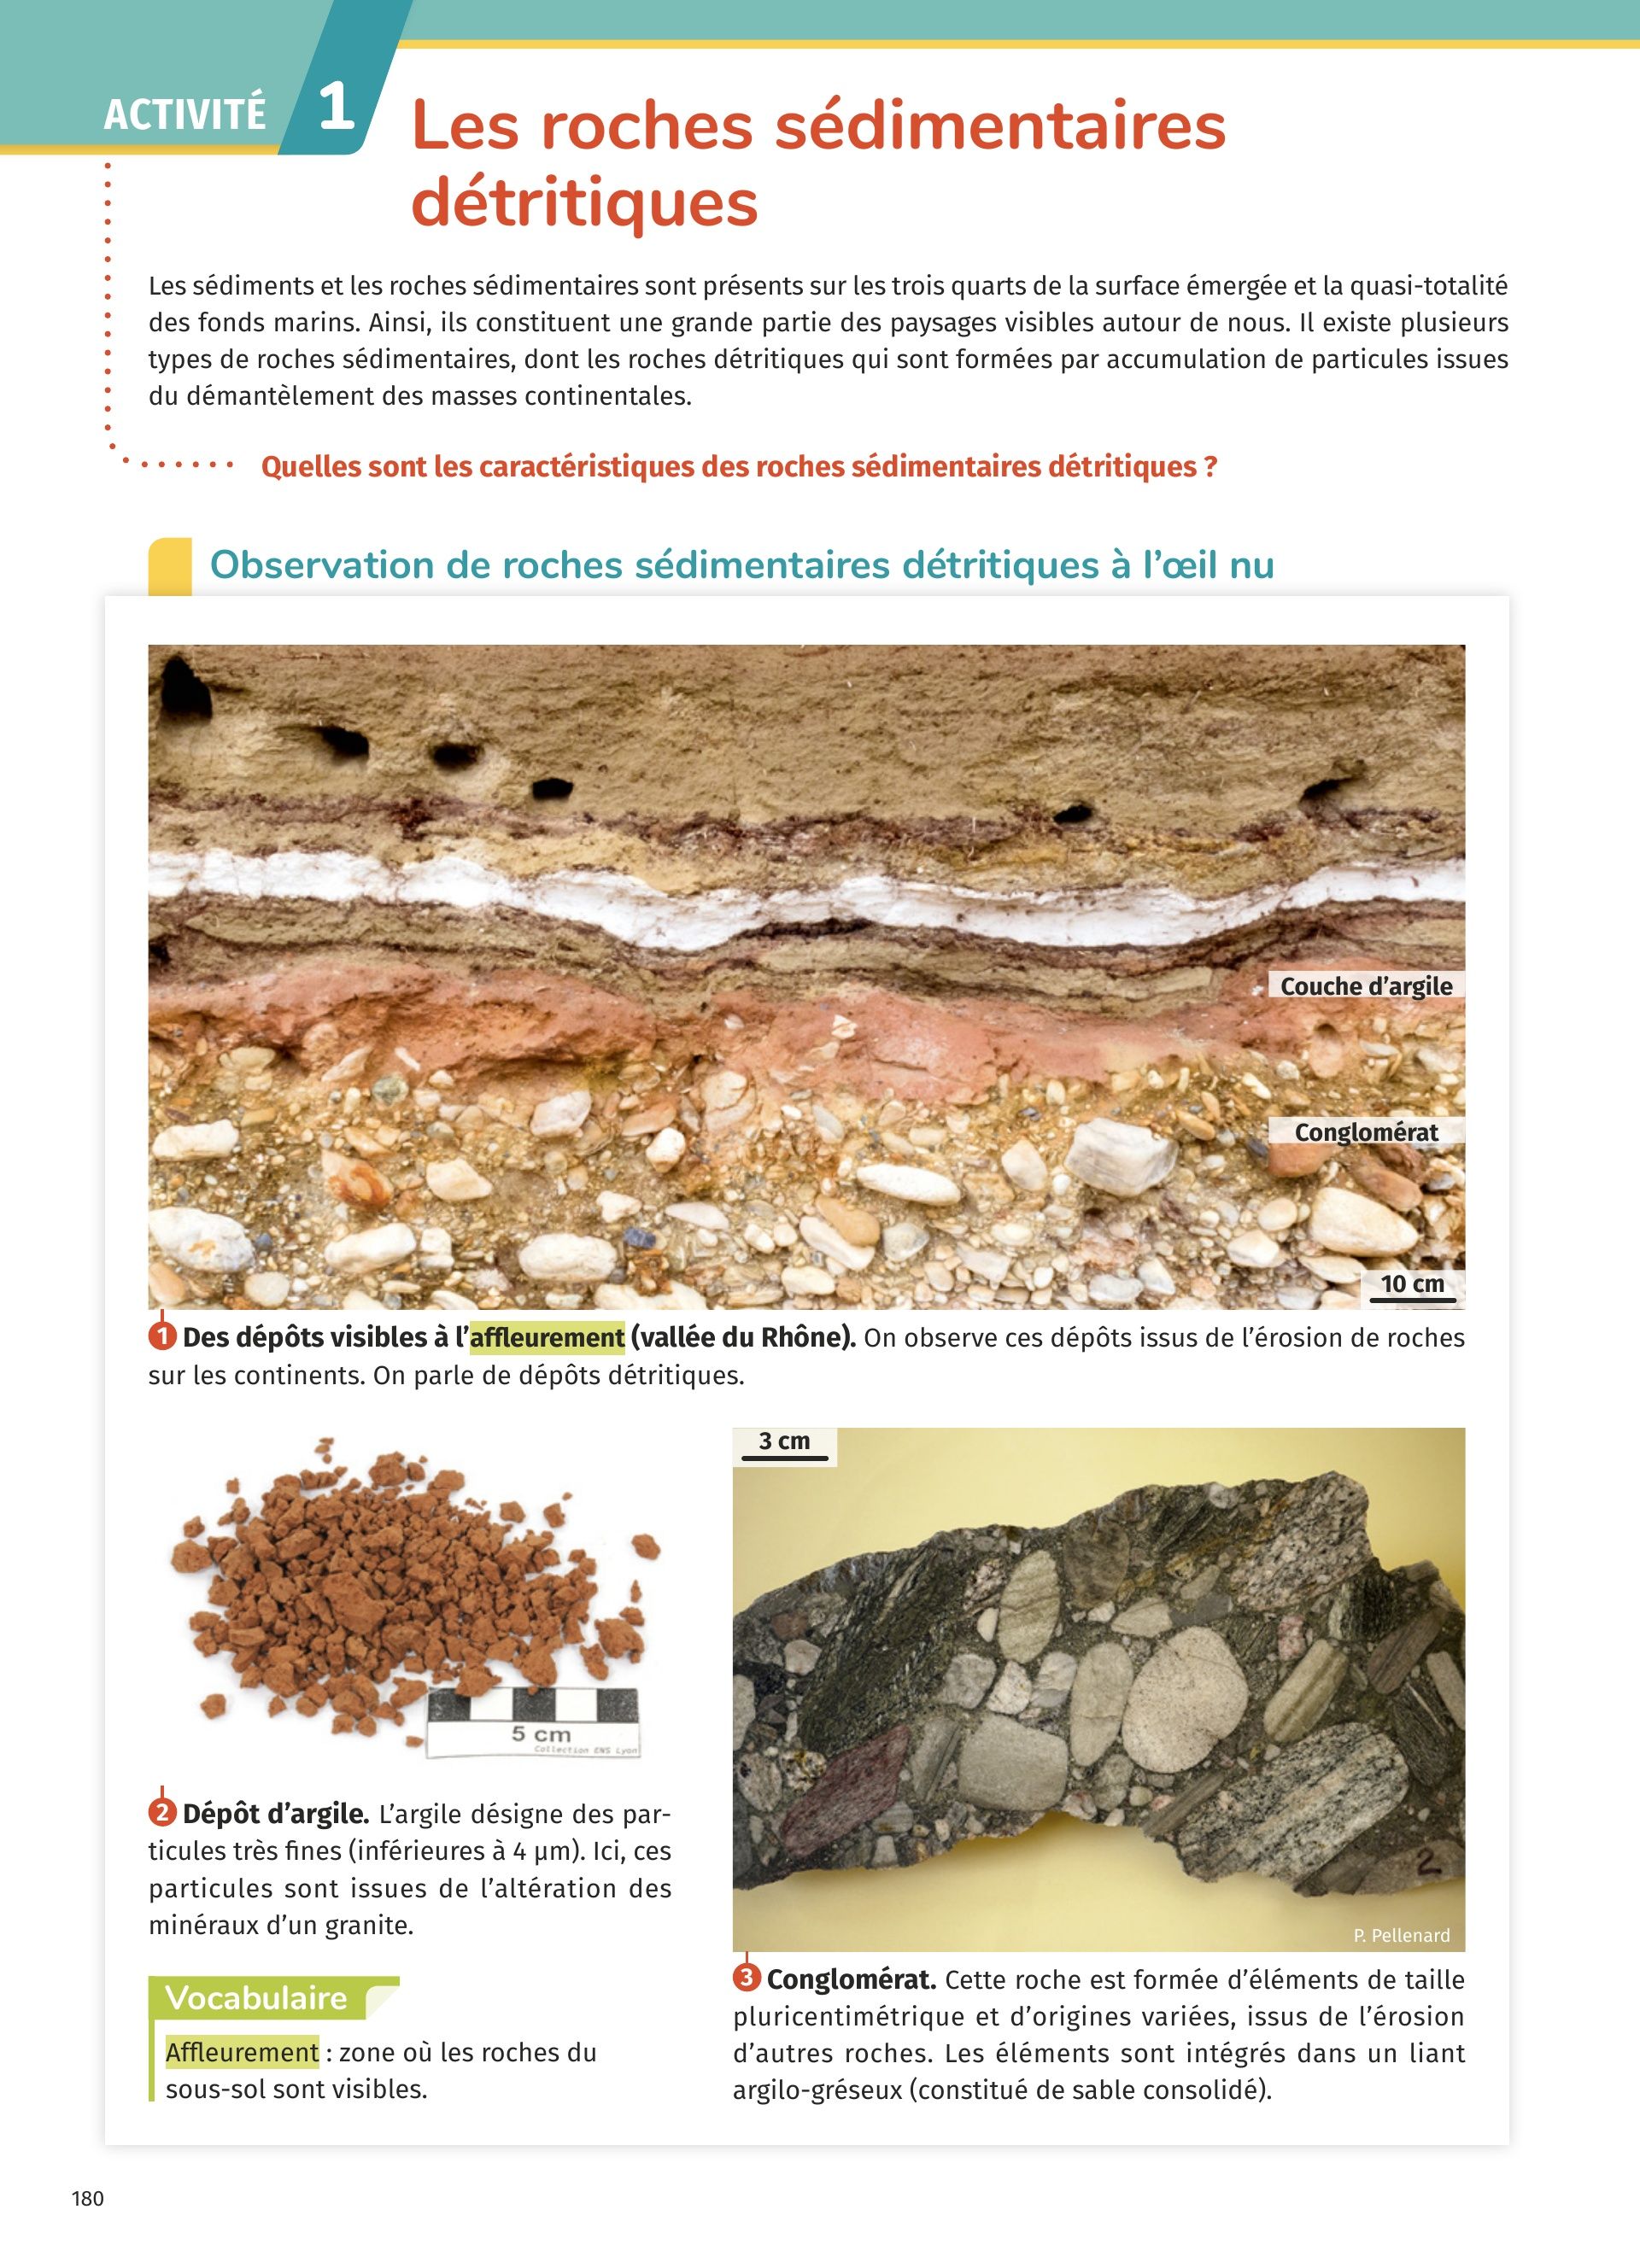 ACTIVITÉ 1
Les roches sédimentaires
détritiques
Les sédiments et les roches sédimentaires sont présents sur les trois quarts de la surface émergée et la quasi-totalité
des fonds marins. Ainsi, ils constituent une grande partie des paysages visibles autour de nous. Il existe plusieurs
types de roches sédimentaires, dont les roches détritiques qui sont formées par accumulation de particules issues
du démantèlement des masses continentales.
Quelles sont les caractéristiques des roches sédimentaires détritiques ?
Observation de roches sédimentaires détritiques à l’œil nu
Couche d’argile
Conglomérat
10 cm
1 Des dépôts visibles à l’affleurement (vallée du Rhône). On observe ces dépôts issus de l’érosion de roches
sur les continents. On parle de dépôts détritiques.
5 cm
Collection ENS Lyon
2 Dépôt d’argile. L’argile désigne des par-
ticules très fines (inférieures à 4 µm). Ici, ces
particules sont issues de l’altération des
minéraux d’un granite.
Vocabulaire
Affleurement : zone où les roches du
sous-sol sont visibles.
3 cm
2
P. Pellenard
3 Conglomérat. Cette roche est formée d’éléments de taille
pluricentimétrique et d’origines variées, issus de l’érosion
d’autres roches. Les éléments sont intégrés dans un liant
argilo-gréseux (constitué de sable consolidé).
180